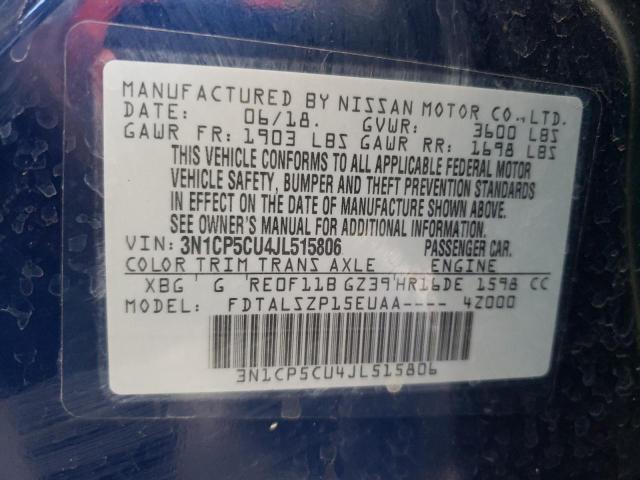 MANUFACTURED BY NISSAN MOTOR CO.,LTD.
DATE: 06/18. GVWR: 3600 LBS
GAWR FR: 1903 LBS GAWR RR: 1698 LBS
THIS VEHICLE CONFORMS TO ALL APPLICABLE FEDERAL MOTOR
VEHICLE SAFETY, BUMPER AND THEFT PREVENTION STANDARDS
IN EFFECT ON THE DATE OF MANUFACTURE SHOWN ABOVE.
SEE OWNER'S MANUAL FOR ADDITIONAL INFORMATION.
VIN: 3N1CP5CU4JL515806 PASSENGER CAR.
COLOR TRIM TRANS AXLE ENGINE
XBG G RE0F11B GZ39 HR16DE 1598 CC
MODEL: FDTALSZP15EUAA---- 4Z000
3N1CP5CU4JL515806